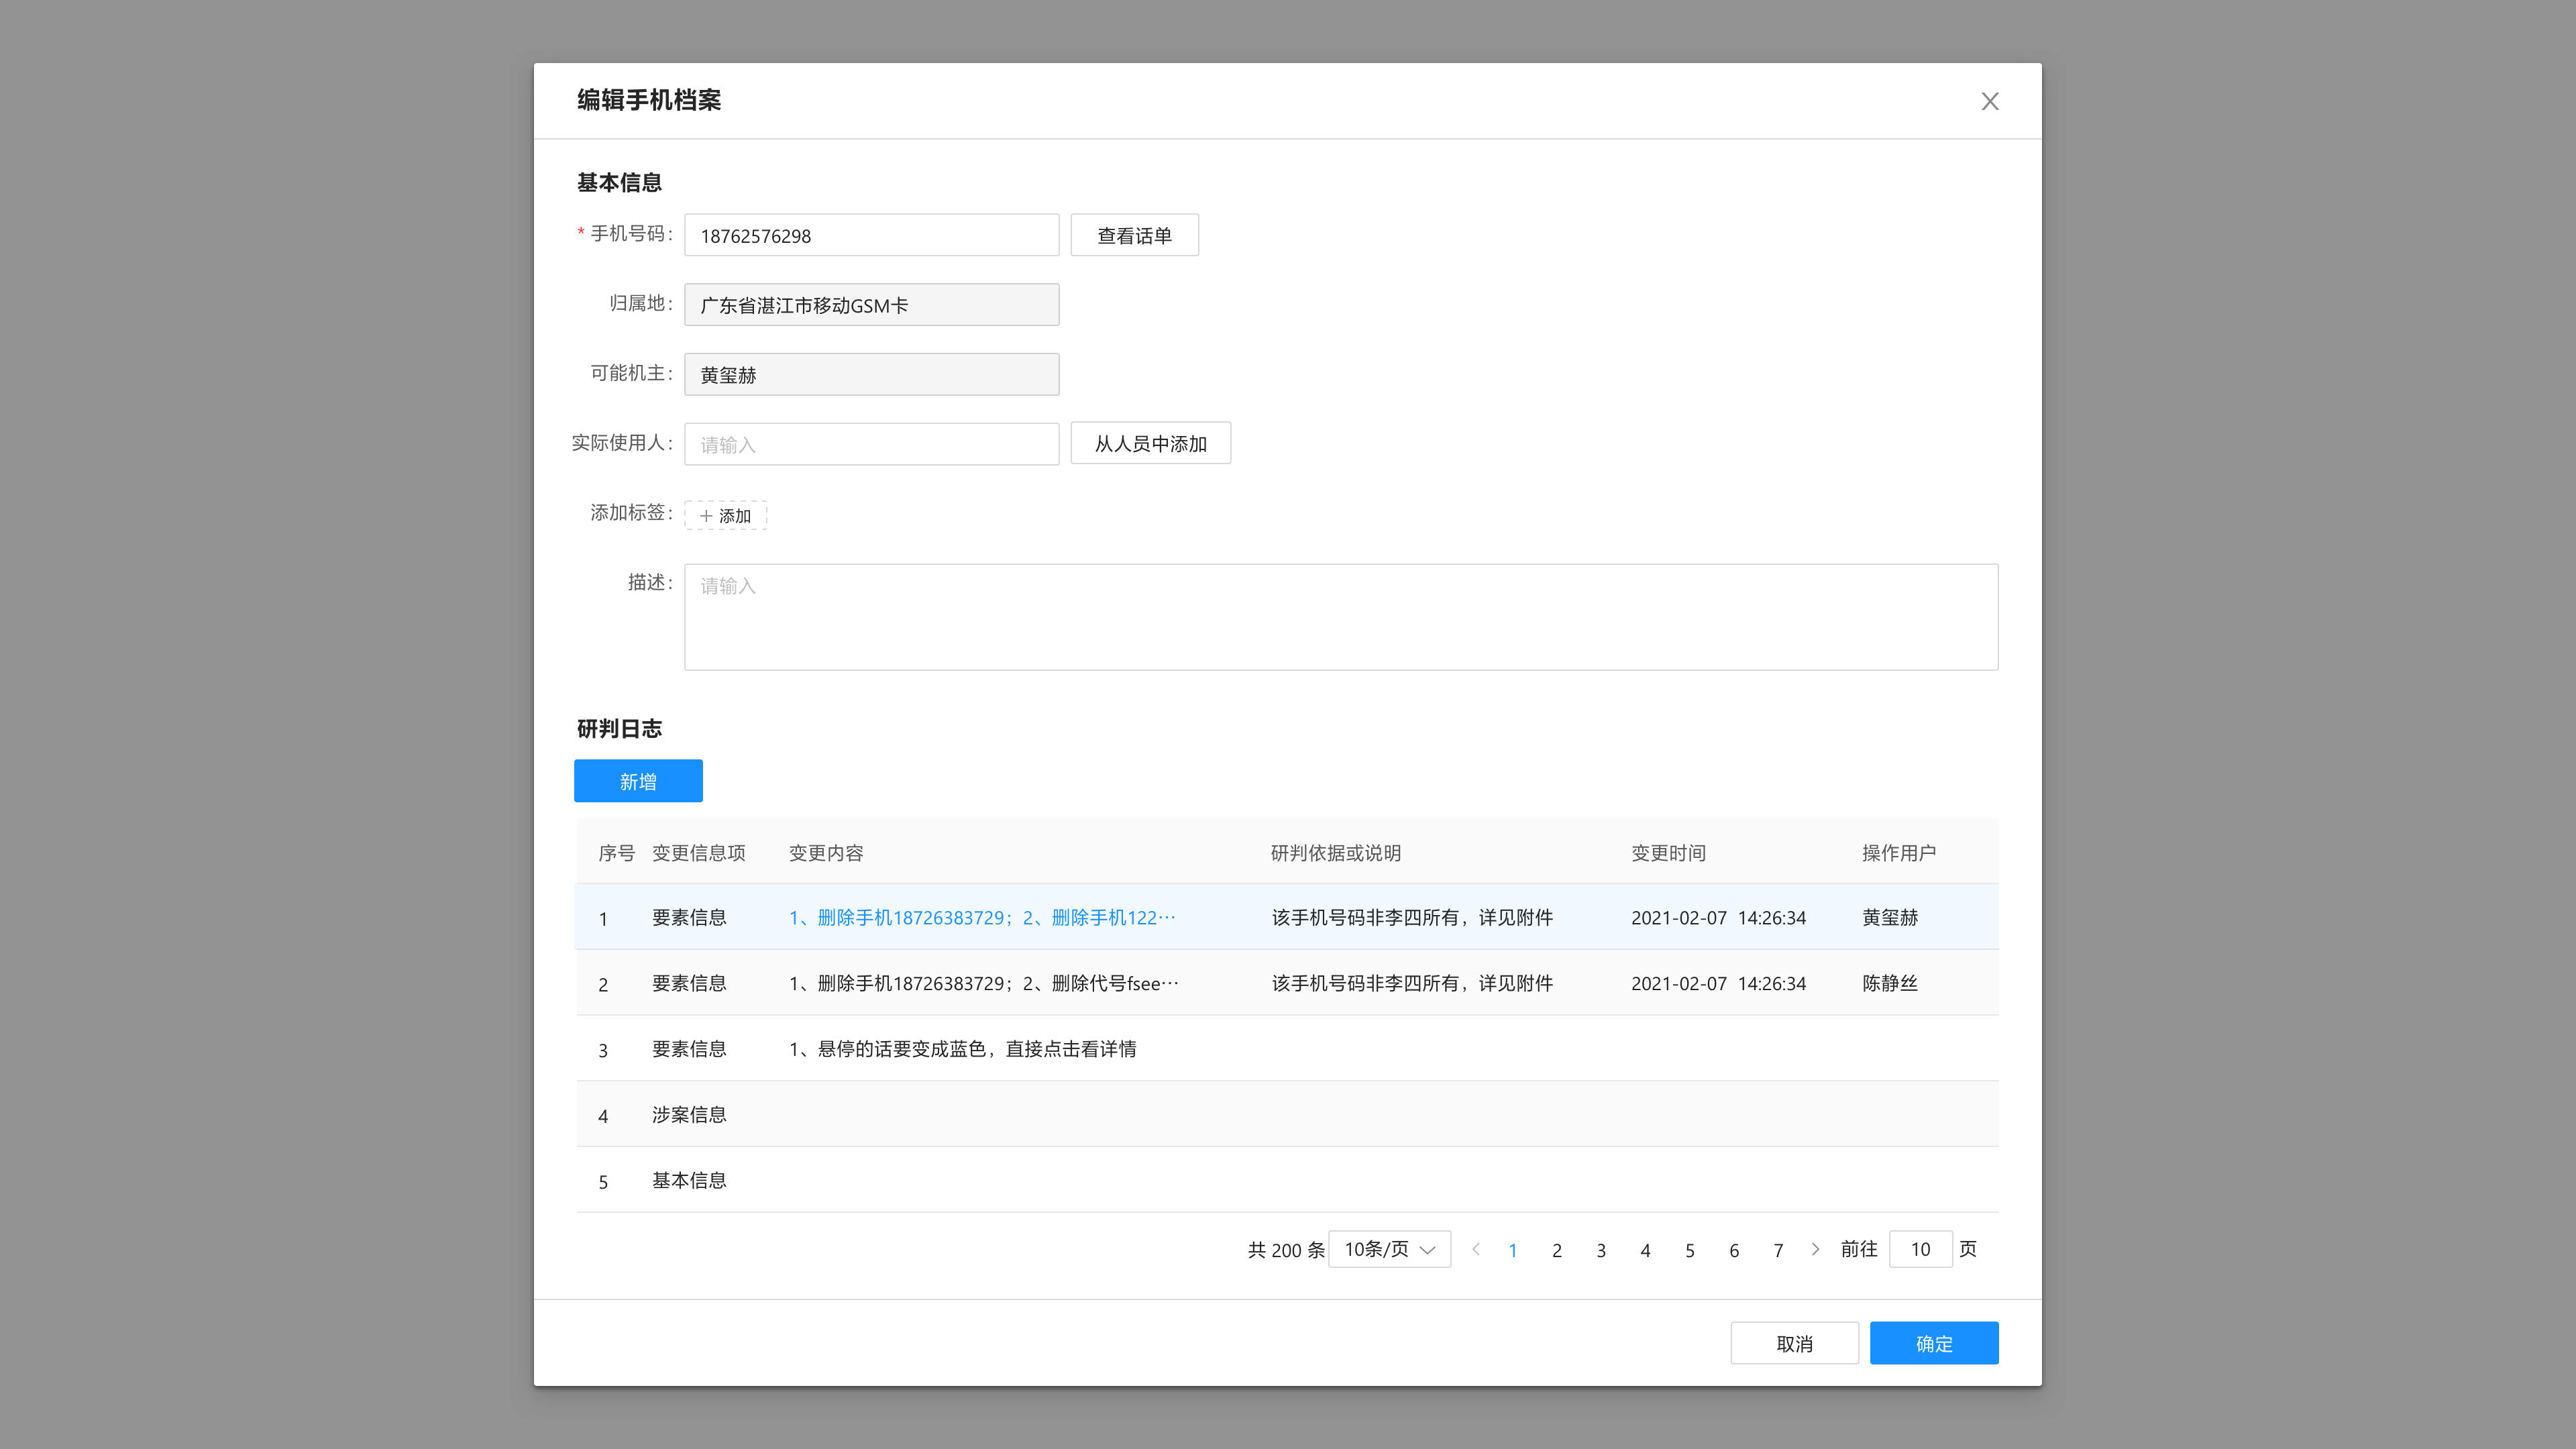 编辑手机档案
基本信息
* 手机号码： 18762576298 查看话单
归属地： 广东省湛江市移动GSM卡
可能机主： 黄玺赫
实际使用人： 请输入 从人员中添加
添加标签： + 添加
描述： 请输入
研判日志
新增
序号 变更信息项 变更内容 研判依据或说明 变更时间 操作用户
1 要素信息 1、删除手机18726383729；2、删除手机122… 该手机号码非李四所有，详见附件 2021-02-07 14:26:34 黄玺赫
2 要素信息 1、删除手机18726383729；2、删除代号fsee… 该手机号码非李四所有，详见附件 2021-02-07 14:26:34 陈静丝
3 要素信息 1、悬停的话要变成蓝色，直接点击看详情
4 涉案信息
5 基本信息
共 200 条 10条/页 1 2 3 4 5 6 7 前往 10 页
取消 确定